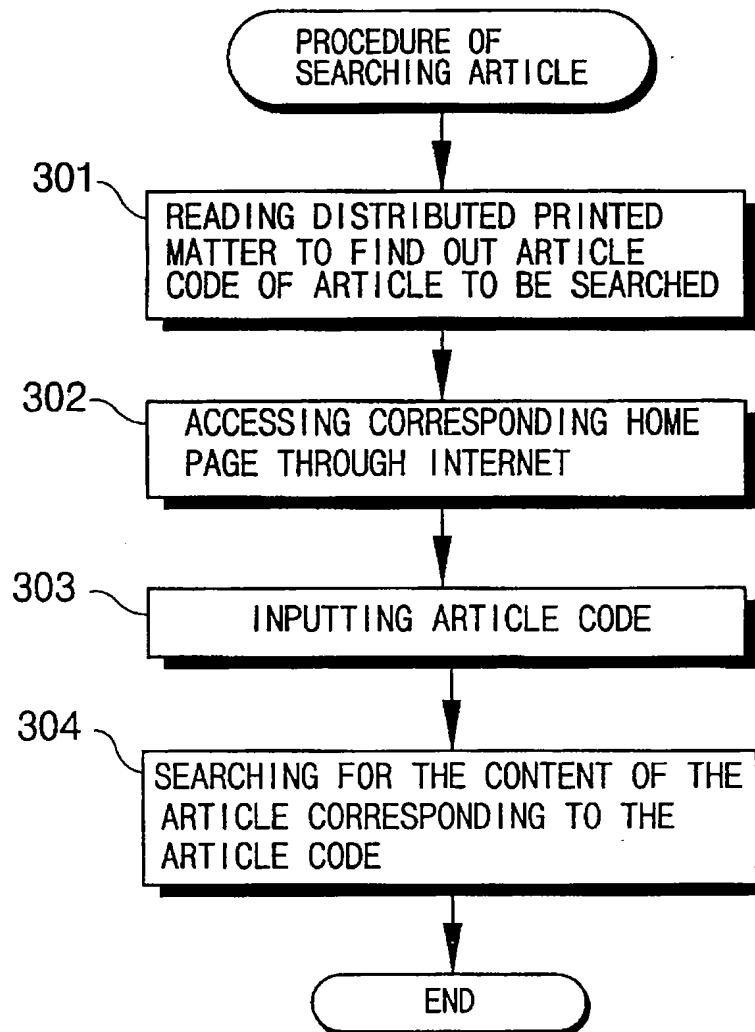 PROCEDURE OF
SEARCHING ARTICLE
301
READING DISTRIBUTED PRINTED
MATTER TO FIND OUT ARTICLE
CODE OF ARTICLE TO BE SEARCHED
302
ACCESSING CORRESPONDING HOME
PAGE THROUGH INTERNET
303
INPUTTING ARTICLE CODE
304
SEARCHING FOR THE CONTENT OF THE
ARTICLE CORRESPONDING TO THE
ARTICLE CODE
END